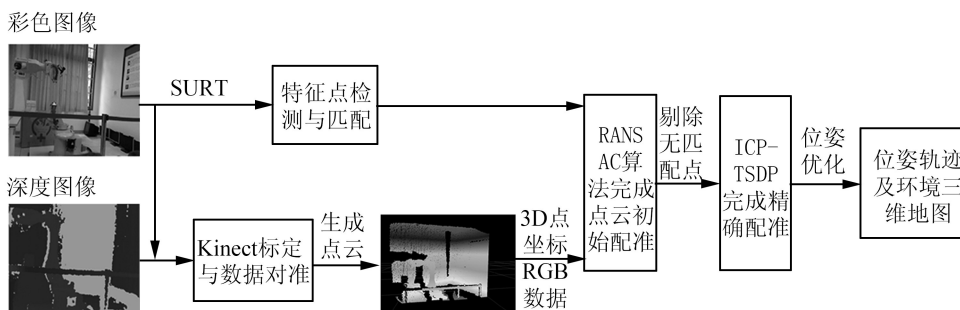 彩色图像
SURT
特征点检
测与匹配
深度图像
Kinect标定
与数据对准
生成
点云
3D点
坐标
RGB
数据
RANS
AC算
法完成
点云初
始配准
剔除
无匹
配点
ICP-
TSDP
完成精
确配准
位姿
优化
位姿轨迹
及环境三
维地图